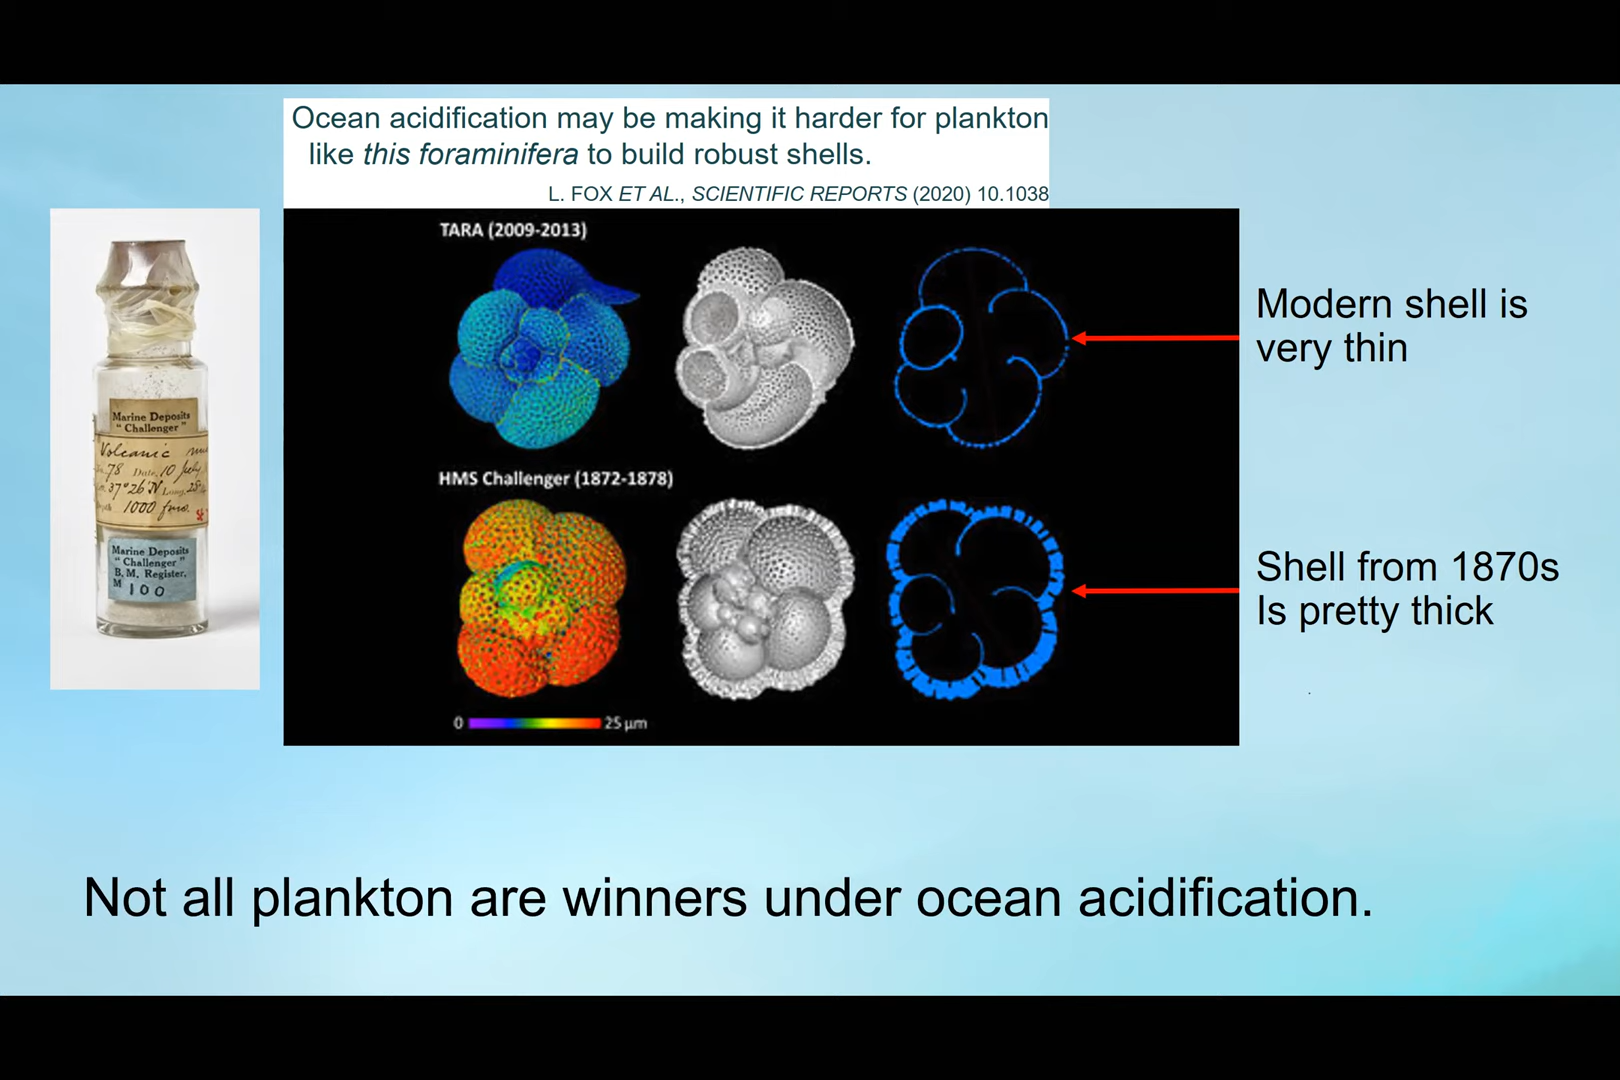 Ocean acidification may be making it harder for plankton
like this foraminifera to build robust shells.
L. FOX ET AL., SCIENTIFIC REPORTS (2020) 10.1038
TARA (2009-2013)
Modern shell is
very thin
HMS Challenger (1872-1878)
Shell from 1870s
Is pretty thick
0 25 µm
Marine Deposits
"Challenger"
Volcanic
78 Date, 10 July
37°26'N Long.
1000 fms.
Marine Deposits
"Challenger"
B. M. Register,
M 100
Not all plankton are winners under ocean acidification.